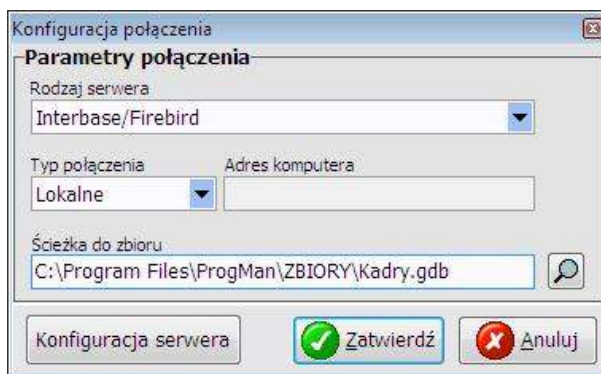 Konfiguracja połączenia
Parametry połączenia
Rodzaj serwera
Interbase/Firebird
Typ połączenia Adres komputera
Lokalne
Ścieżka do zbioru
C:\Program Files\ProgMan\ZBIORY\Kadry.gdb
Konfiguracja serwera Zatwierdź Anuluj